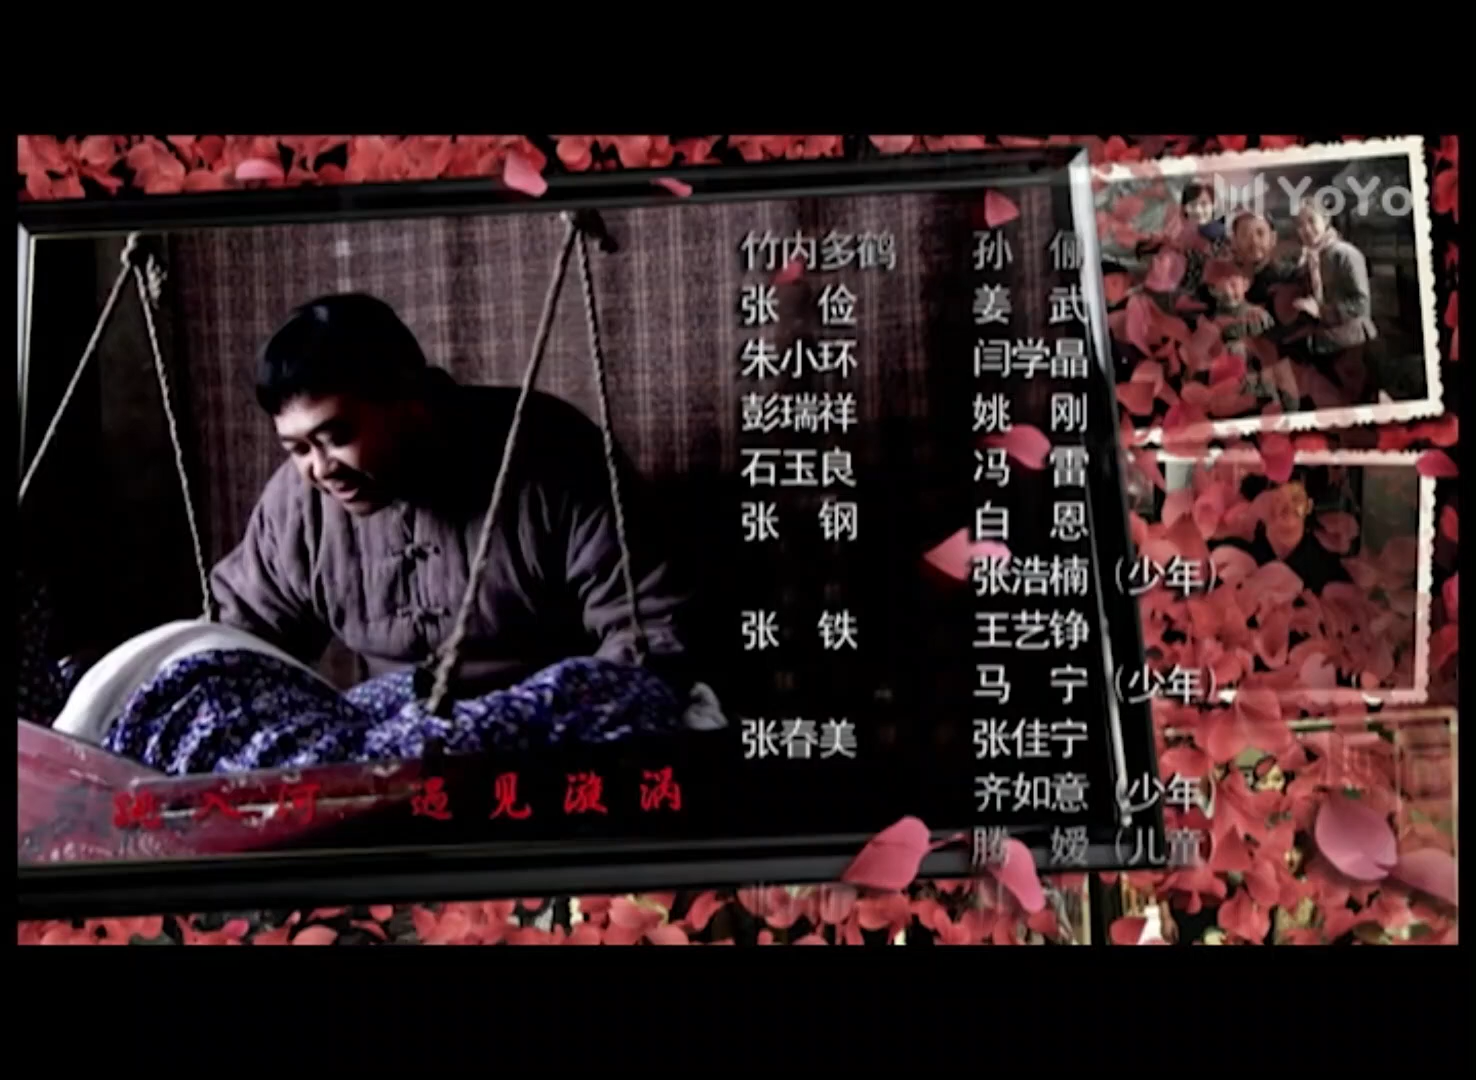 YoYo
竹内多鹤 孙 俪
张 俭 姜 武
朱小环 闫学晶
彭瑞祥 姚 刚
石玉良 冯 雷
张 钢 白 恩
张浩楠（少年）
张 铁 王艺铮
马 宁（少年）
张春美 张佳宁
齐如意（少年）
腾 嫒（儿童）
跳入河 遇见漩涡